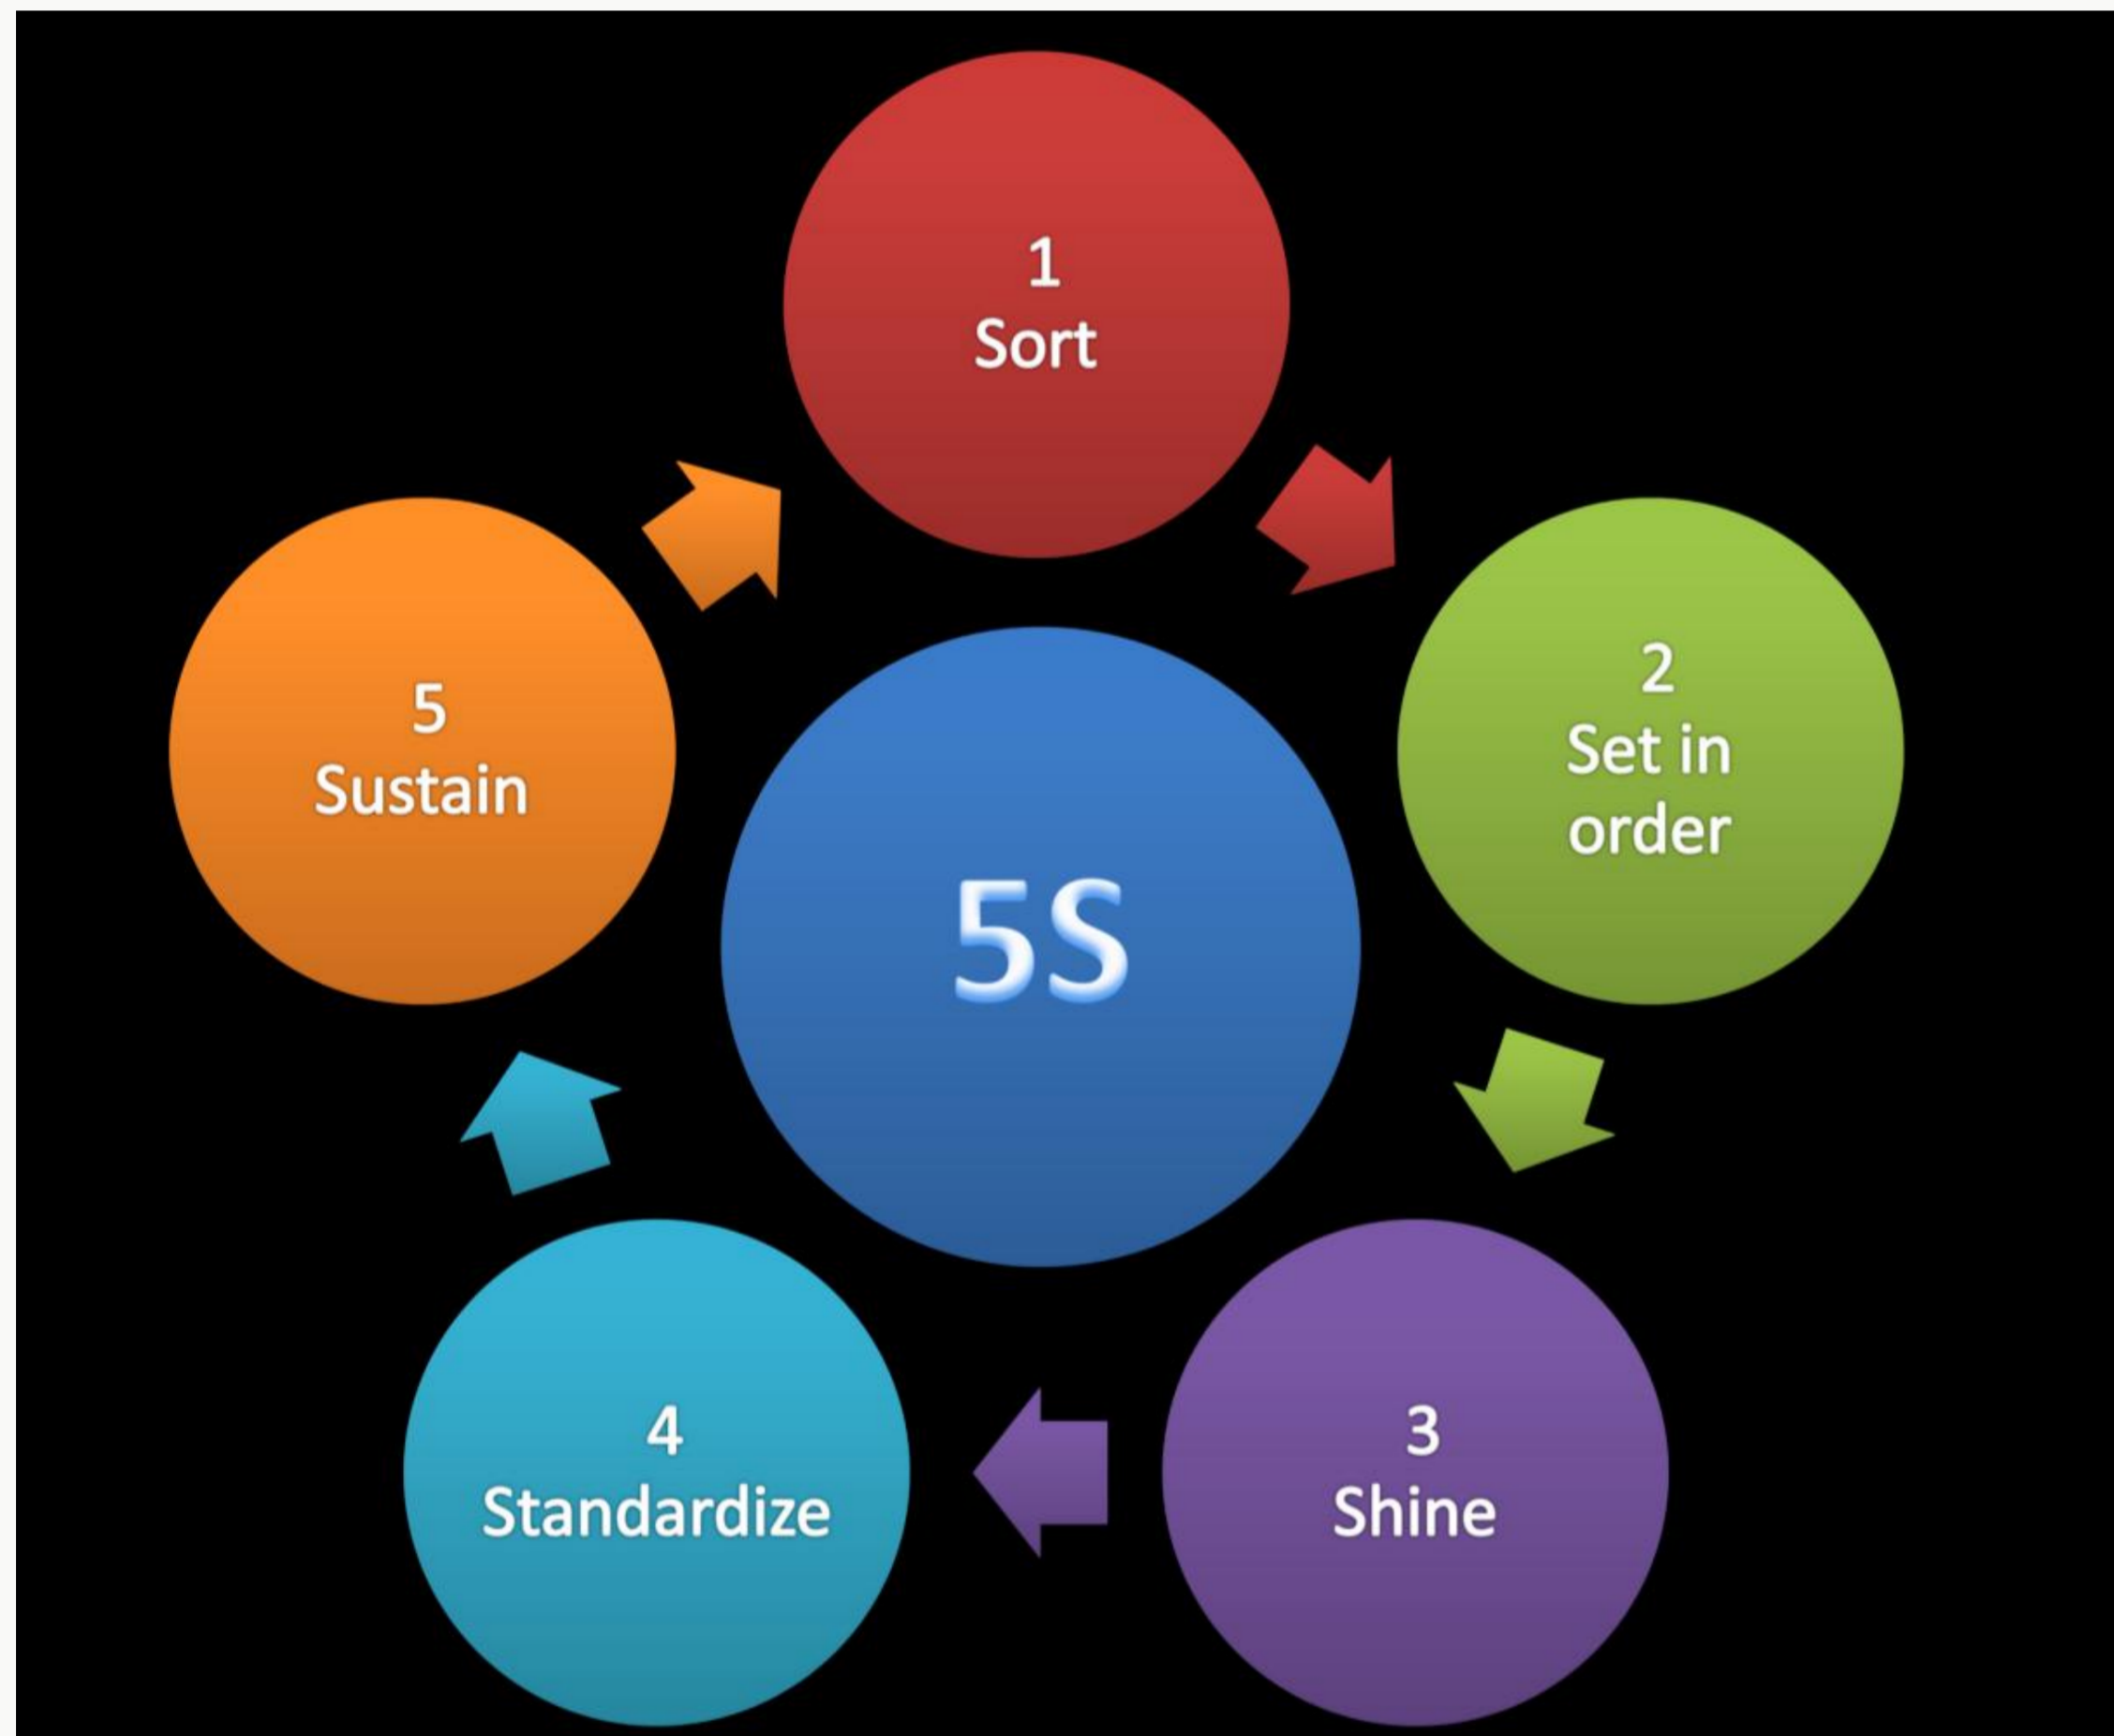 1
Sort
2
Set in
order
3
Shine
4
Standardize
5
Sustain
5S